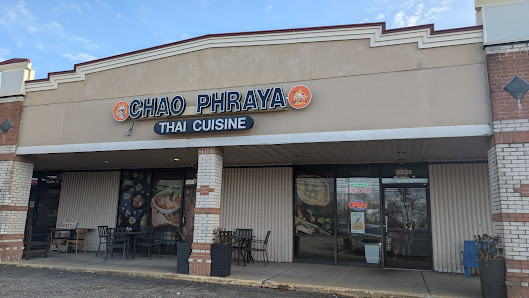 CHAO PHRAYA
THAI CUISINE
OPEN